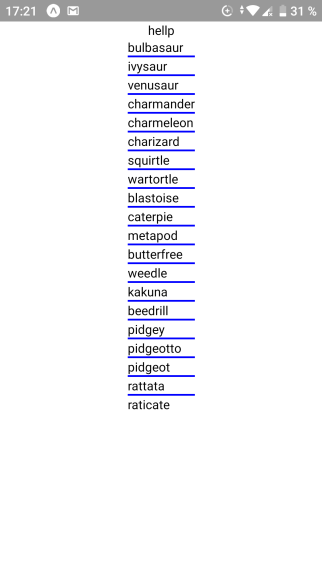 17:21 31 %
hellp
bulbasaur
ivysaur
venusaur
charmander
charmeleon
charizard
squirtle
wartortle
blastoise
caterpie
metapod
butterfree
weedle
kakuna
beedrill
pidgey
pidgeotto
pidgeot
rattata
raticate